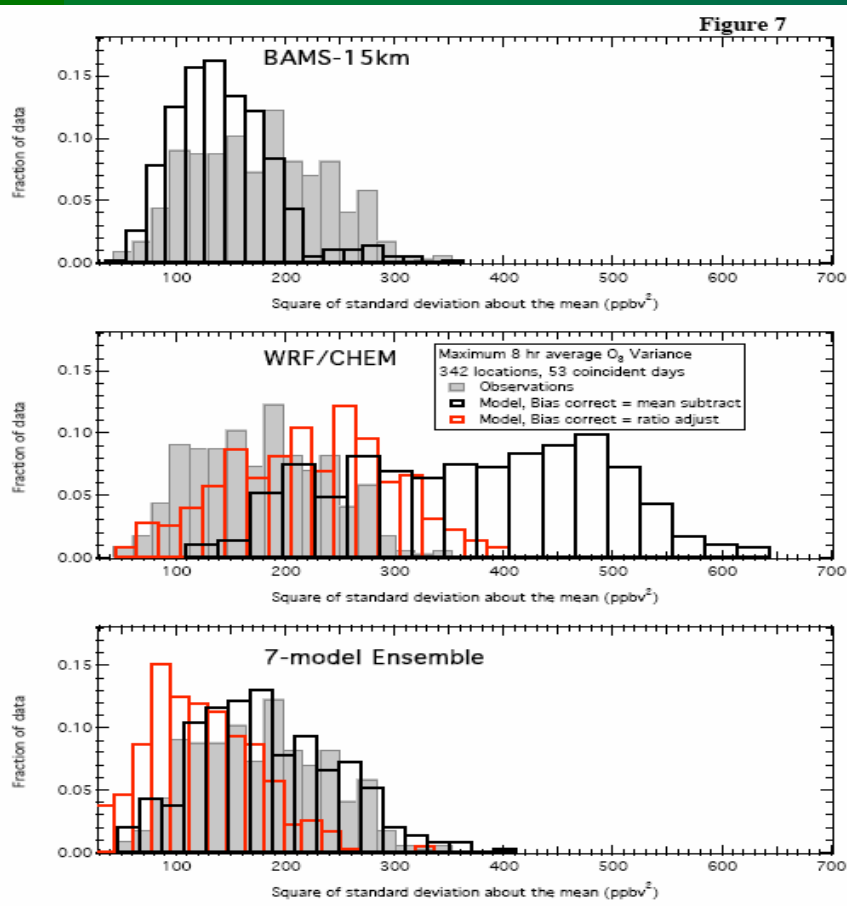 Figure 7
BAMS-15km
Fraction of data
0.15
0.10
0.05
0.00
100 200 300 400 500 600 700
Square of standard deviation about the mean (ppbv²)
WRF/CHEM
Maximum 8 hr average O₃ Variance
342 locations, 53 coincident days
Observations
Model, Bias correct = mean subtract
Model, Bias correct = ratio adjust
Fraction of data
0.15
0.10
0.05
0.00
100 200 300 400 500 600 700
Square of standard deviation about the mean (ppbv²)
7-model Ensemble
Fraction of data
0.15
0.10
0.05
0.00
100 200 300 400 500 600 700
Square of standard deviation about the mean (ppbv²)